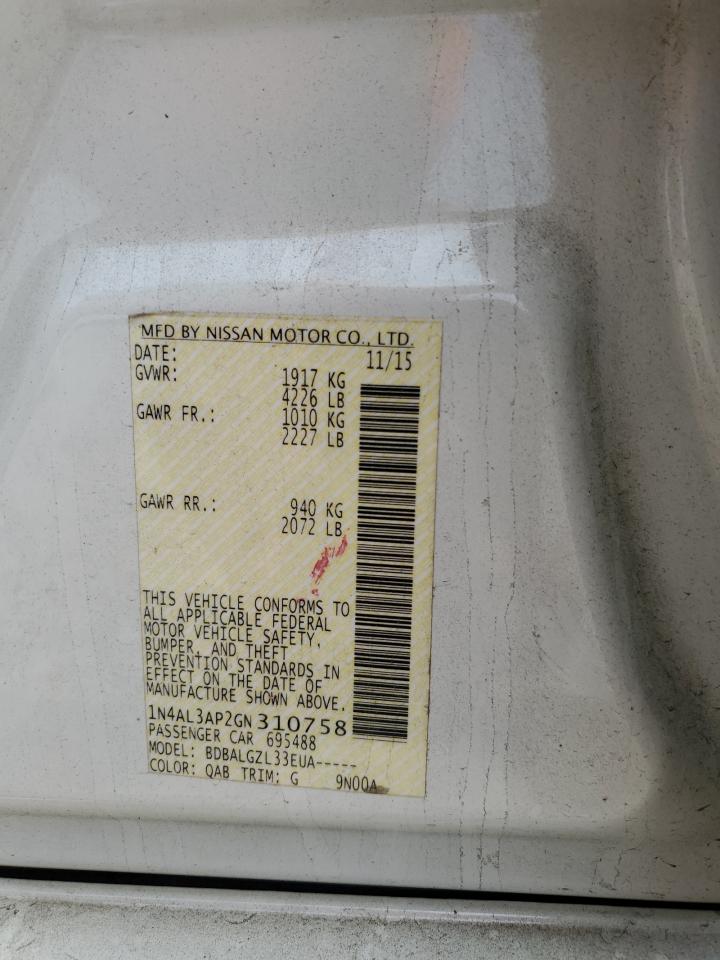 MFD BY NISSAN MOTOR CO., LTD.
DATE: 11/15
GVWR: 1917 KG
4226 LB
GAWR FR.: 1010 KG
2227 LB
GAWR RR.: 940 KG
2072 LB
THIS VEHICLE CONFORMS TO
ALL APPLICABLE FEDERAL
MOTOR VEHICLE SAFETY,
BUMPER, AND THEFT
PREVENTION STANDARDS IN
EFFECT ON THE DATE OF
MANUFACTURE SHOWN ABOVE.
1N4AL3AP2GN310758
PASSENGER CAR 695488
MODEL: BDBALGZL33EUA-----
COLOR: QAB TRIM: G 9N00A